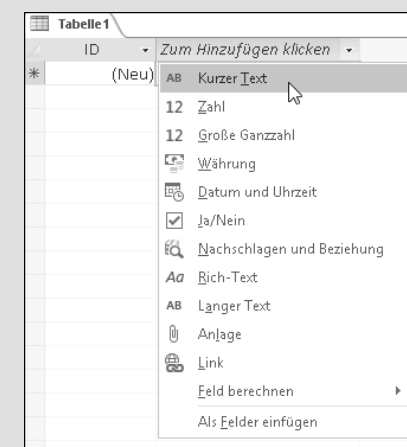 Tabelle1
ID Zum Hinzufügen klicken
(Neu)
AB Kurzer Text
12 Zahl
12 Große Ganzzahl
Währung
Datum und Uhrzeit
Ja/Nein
Nachschlagen und Beziehung
Aa Rich-Text
AB Langer Text
Anlage
Link
Feld berechnen
Als Felder einfügen